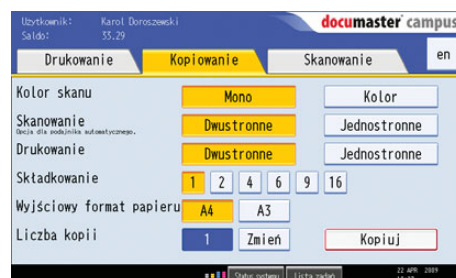 Użytkownik: Karol Doroszewski
Saldo: 33.29
documaster campus
Drukowanie Kopiowanie Skanowanie en
Kolor skanu Mono Kolor
Skanowanie Dwustronne Jednostronne
Opcja dla podajnika automatycznego.
Drukowanie Dwustronne Jednostronne
Składkowanie 1 2 4 6 9 16
Wyjściowy format papieru A4 A3
Liczba kopii 1 Zmień Kopiuj
Status systemu Lista zadań 22 APR 2009